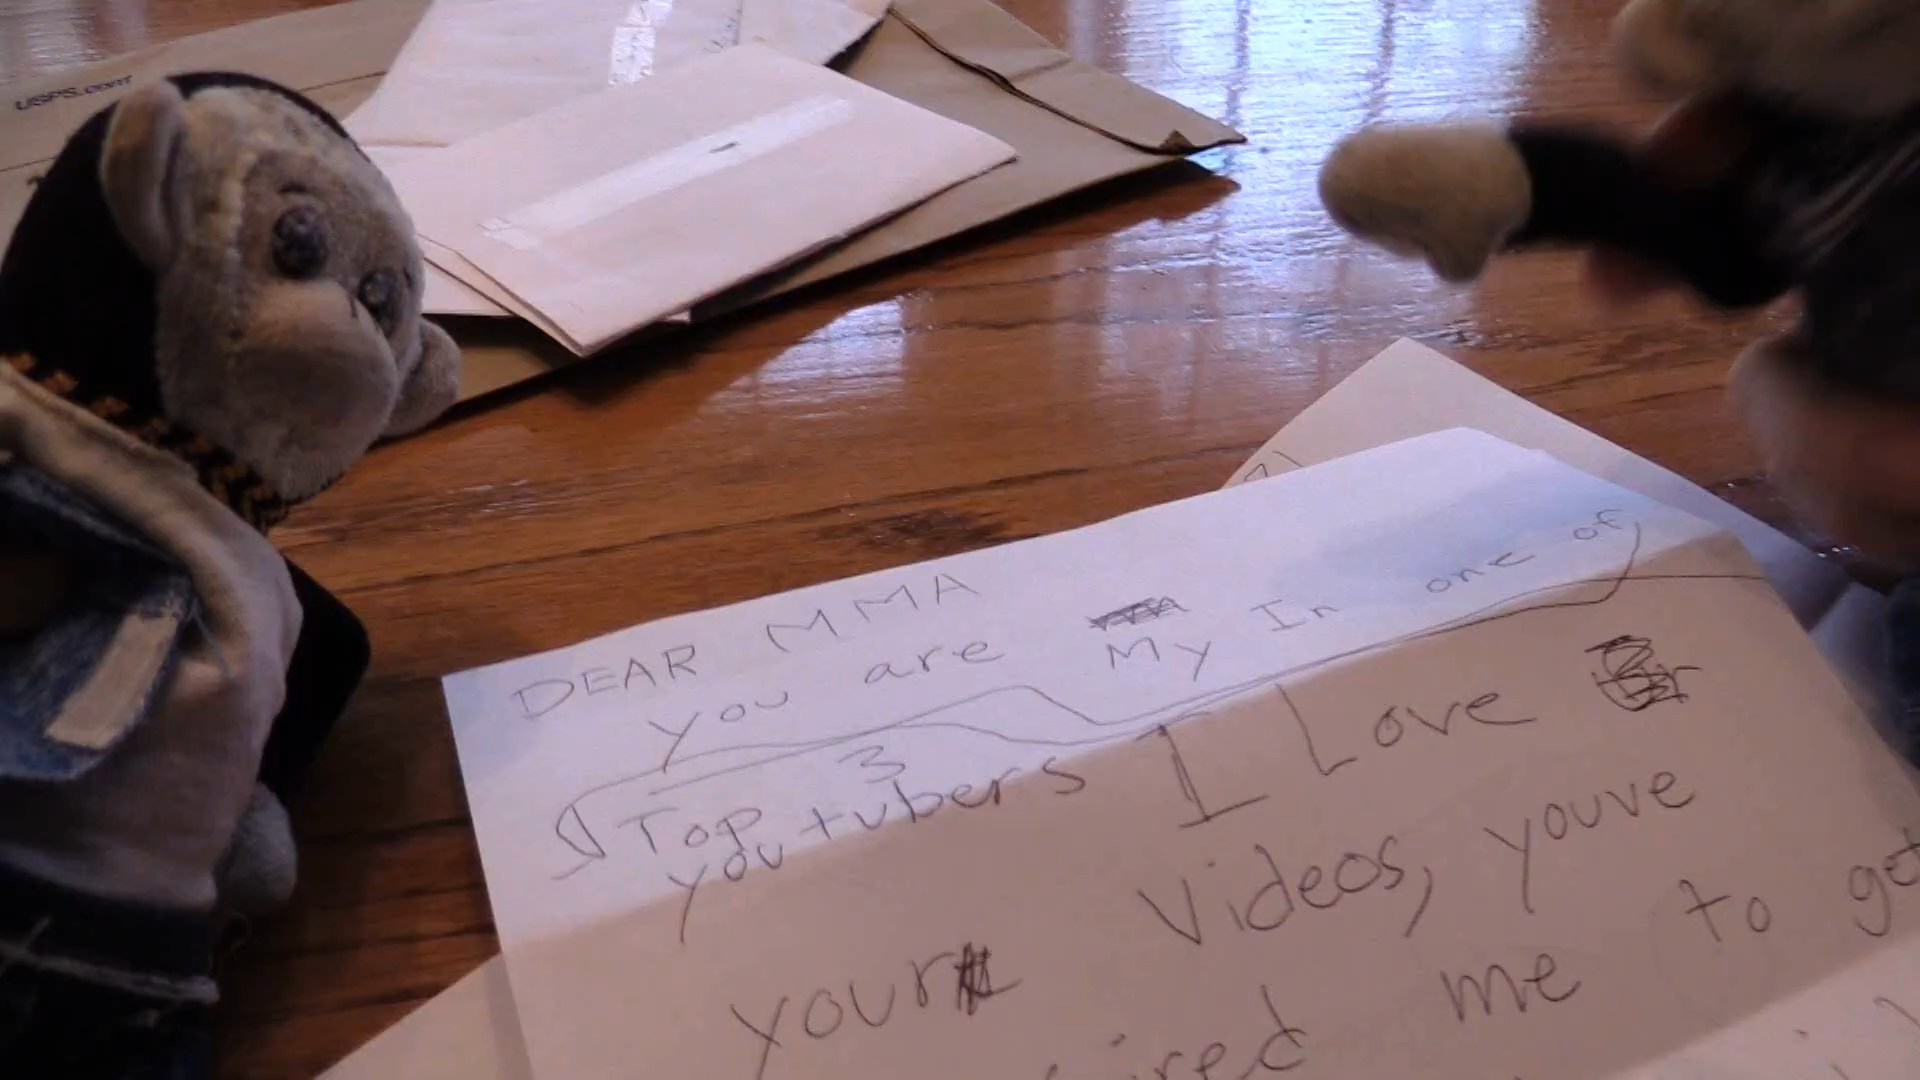 USPS.com
DEAR MMA
you are My In one of
Top 3
youtubers I Love
your videos, youve
me to get